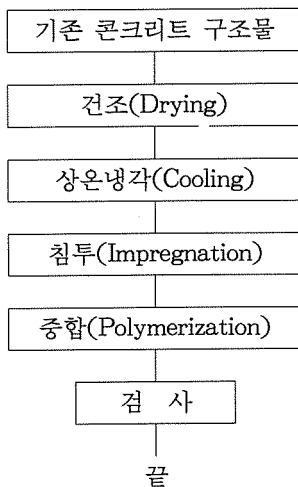 기존 콘크리트 구조물
건조(Drying)
상온냉각(Cooling)
침투(Impregnation)
중합(Polymerization)
검 사
끝